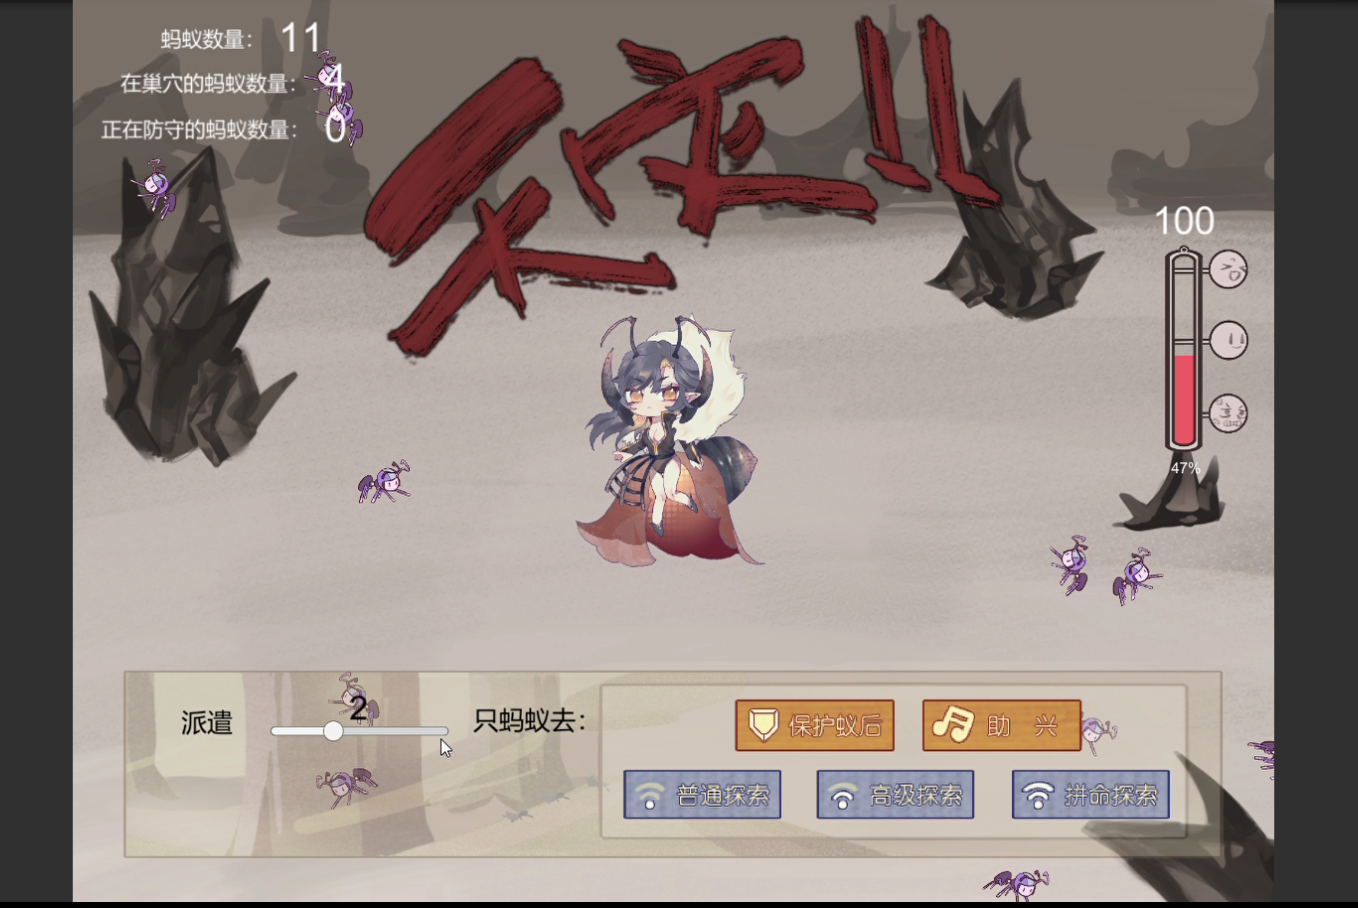 蚂蚁数量: 11
在巢穴的蚂蚁数量: 4
正在防守的蚂蚁数量: 0
100
47%
派遣 2 只蚂蚁去:
保护蚁后
助 兴
普通探索
高级探索
拼命探索